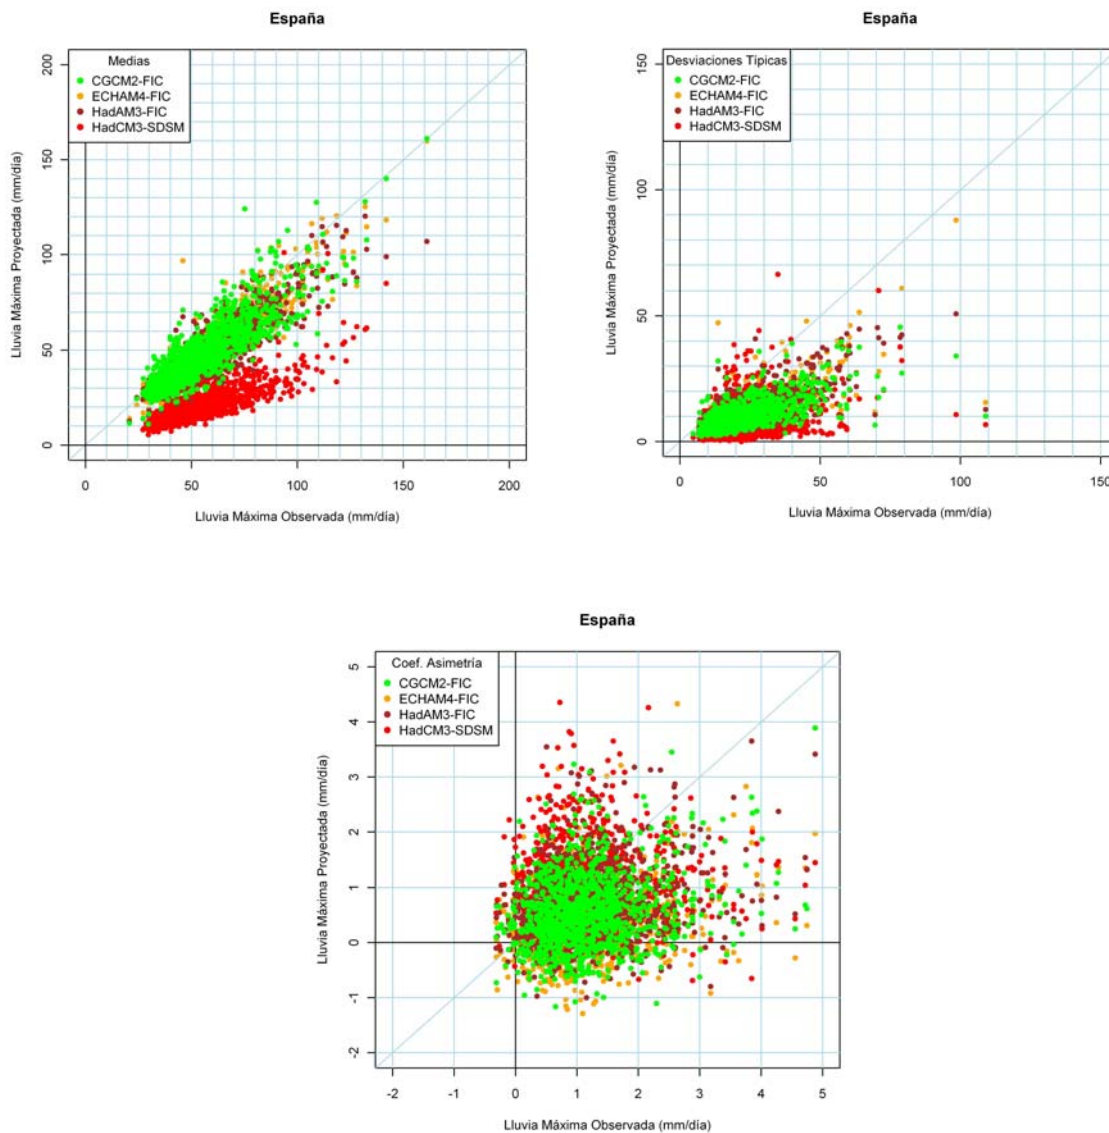 España
Medias
CGCM2-FIC
ECHAM4-FIC
HadAM3-FIC
HadCM3-SDSM
Lluvia Máxima Proyectada (mm/día)
200
150
100
50
0
0 50 100 150 200
Lluvia Máxima Observada (mm/día)
España
Desviaciones Típicas
CGCM2-FIC
ECHAM4-FIC
HadAM3-FIC
HadCM3-SDSM
Lluvia Máxima Proyectada (mm/día)
150
100
50
0
0 50 100 150
Lluvia Máxima Observada (mm/día)
España
Coef. Asimetría
CGCM2-FIC
ECHAM4-FIC
HadAM3-FIC
HadCM3-SDSM
Lluvia Máxima Proyectada (mm/día)
5
4
3
2
1
0
-1
-2
-2 -1 0 1 2 3 4 5
Lluvia Máxima Observada (mm/día)